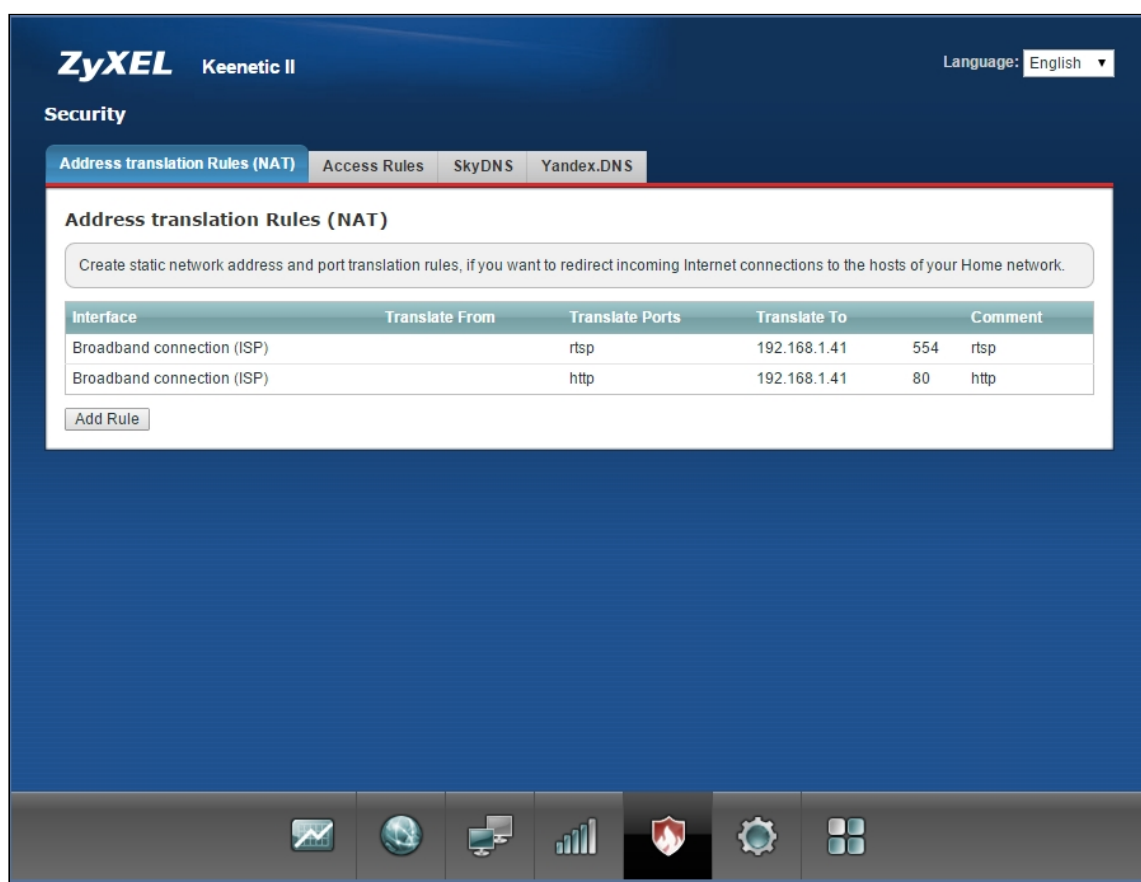 ZyXEL Keenetic II
Language: English
Security
Address translation Rules (NAT) Access Rules SkyDNS Yandex.DNS
Address translation Rules (NAT)
Create static network address and port translation rules, if you want to redirect incoming Internet connections to the hosts of your Home network.
Interface Translate From Translate Ports Translate To Comment
Broadband connection (ISP) rtsp 192.168.1.41 554 rtsp
Broadband connection (ISP) http 192.168.1.41 80 http
Add Rule